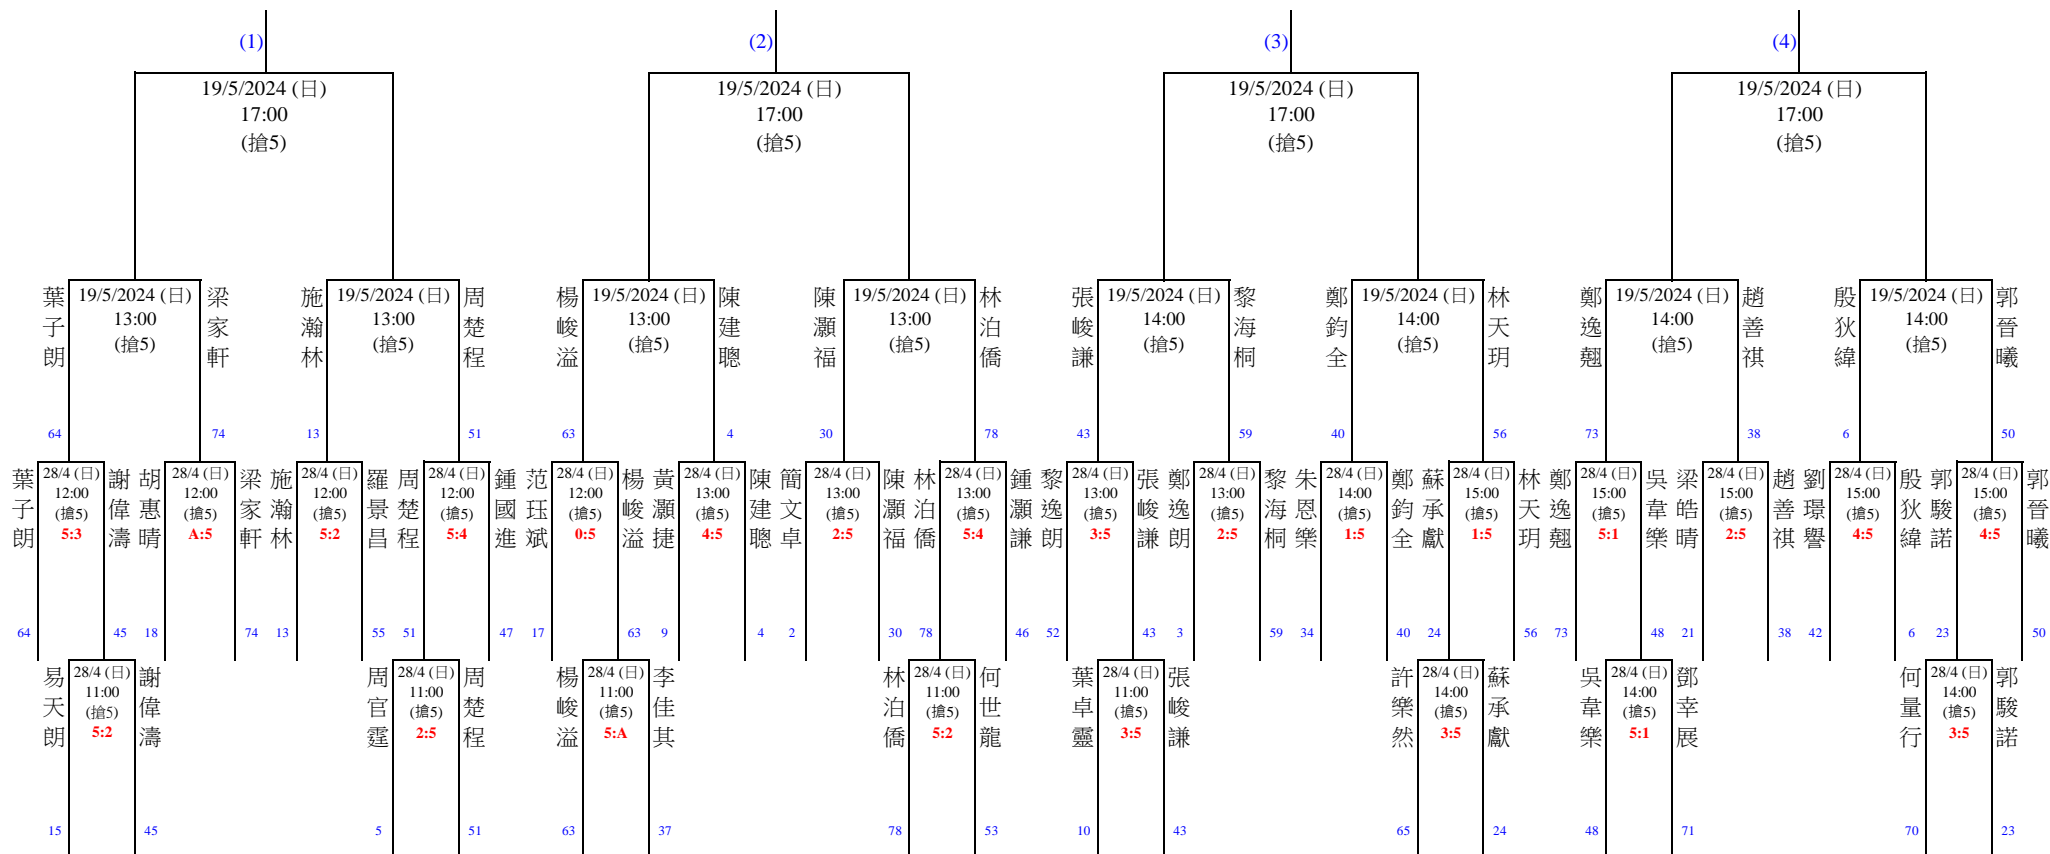 (1)
(2)
(3)
(4)
19/5/2024 (日)
17:00
(搶5)
19/5/2024 (日)
17:00
(搶5)
19/5/2024 (日)
17:00
(搶5)
19/5/2024 (日)
17:00
(搶5)
葉子朗
19/5/2024 (日)
13:00
(搶5)
梁家軒
施瀚林
19/5/2024 (日)
13:00
(搶5)
周楚程
楊峻溢
19/5/2024 (日)
13:00
(搶5)
陳建聰
陳灝福
19/5/2024 (日)
13:00
(搶5)
林泊僑
張峻謙
19/5/2024 (日)
14:00
(搶5)
黎海桐
鄭鈞全
19/5/2024 (日)
14:00
(搶5)
林天玥
鄭逸翹
19/5/2024 (日)
14:00
(搶5)
趙善祺
殷狄緯
19/5/2024 (日)
14:00
(搶5)
郭晉曦
64
74
13
51
63
4
30
78
43
59
40
56
73
38
6
50
葉子朗
28/4 (日)
12:00
(搶5)
5:3
謝偉濤
胡惠晴
28/4 (日)
12:00
(搶5)
A:5
梁家軒
施瀚林
28/4 (日)
12:00
(搶5)
5:2
羅景昌
周楚程
28/4 (日)
12:00
(搶5)
5:4
鍾國進
范珏斌
28/4 (日)
12:00
(搶5)
0:5
楊峻溢
黃灝捷
28/4 (日)
13:00
(搶5)
4:5
陳建聰
簡文卓
28/4 (日)
13:00
(搶5)
2:5
陳灝福
林泊僑
28/4 (日)
13:00
(搶5)
5:4
鍾灝謙
黎逸朗
28/4 (日)
13:00
(搶5)
3:5
張峻謙
鄭逸朗
28/4 (日)
13:00
(搶5)
2:5
黎海桐
朱恩樂
28/4 (日)
14:00
(搶5)
1:5
鄭鈞全
蘇承獻
28/4 (日)
15:00
(搶5)
1:5
林天玥
鄭逸翹
28/4 (日)
15:00
(搶5)
5:1
吳韋樂
梁皓晴
28/4 (日)
15:00
(搶5)
2:5
趙善祺
劉璟譽
28/4 (日)
15:00
(搶5)
4:5
殷狄緯
郭駿諾
28/4 (日)
15:00
(搶5)
4:5
郭晉曦
64
45
18
74
13
55
51
47
17
63
9
4
2
30
78
46
52
43
3
59
34
40
24
56
73
48
21
38
42
6
23
50
易天朗
28/4 (日)
11:00
(搶5)
5:2
謝偉濤
周官霆
28/4 (日)
11:00
(搶5)
2:5
周楚程
楊峻溢
28/4 (日)
11:00
(搶5)
5:A
李佳其
林泊僑
28/4 (日)
11:00
(搶5)
5:2
何世龍
葉卓靈
28/4 (日)
11:00
(搶5)
3:5
張峻謙
許樂然
28/4 (日)
14:00
(搶5)
3:5
蘇承獻
吳韋樂
28/4 (日)
14:00
(搶5)
5:1
鄧幸展
何量行
28/4 (日)
14:00
(搶5)
3:5
郭駿諾
15
45
5
51
63
37
78
53
10
43
65
24
48
71
70
23